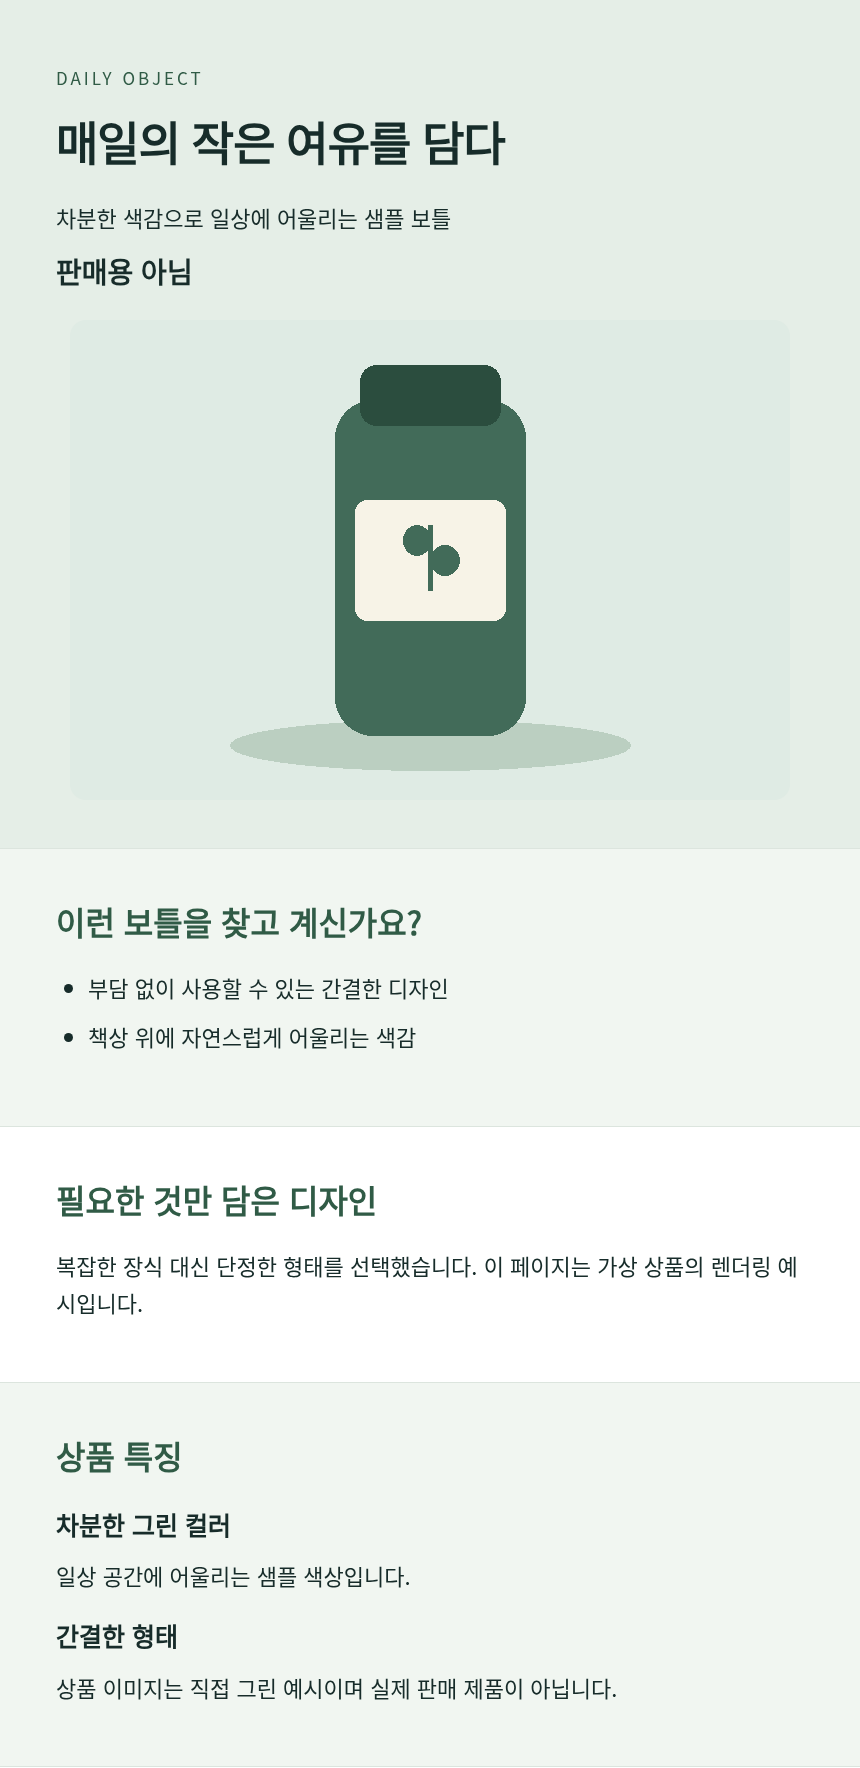 DAILY OBJECT
매일의 작은 여유를 담다
차분한 색감으로 일상에 어울리는 샘플 보틀
판매용 아님
이런 보틀을 찾고 계신가요?
부담 없이 사용할 수 있는 간결한 디자인
책상 위에 자연스럽게 어울리는 색감
필요한 것만 담은 디자인
복잡한 장식 대신 단정한 형태를 선택했습니다. 이 페이지는 가상 상품의 렌더링 예
시입니다.
상품 특징
차분한 그린 컬러
일상 공간에 어울리는 샘플 색상입니다.
간결한 형태
상품 이미지는 직접 그린 예시이며 실제 판매 제품이 아닙니다.